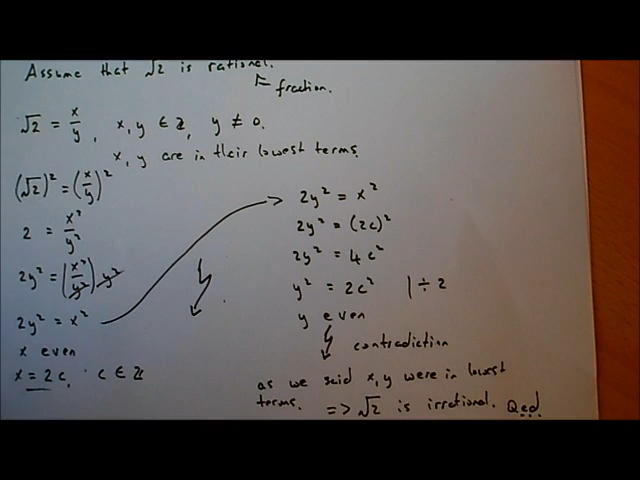 Assume that √2 is rational.
fraction.
√2 = x/y, x, y ∈ ℤ, y ≠ 0.
x, y are in their lowest terms.
(√2)² = (x/y)²
2 = x²/y²
2y² = (x²/y²) · y²
2y² = x²
x even
x = 2c, c ∈ ℤ
2y² = x²
2y² = (2c)²
2y² = 4c²
y² = 2c² | ÷ 2
y even
contradiction
as we said x, y were in lowest
terms. => √2 is irrational. Qed